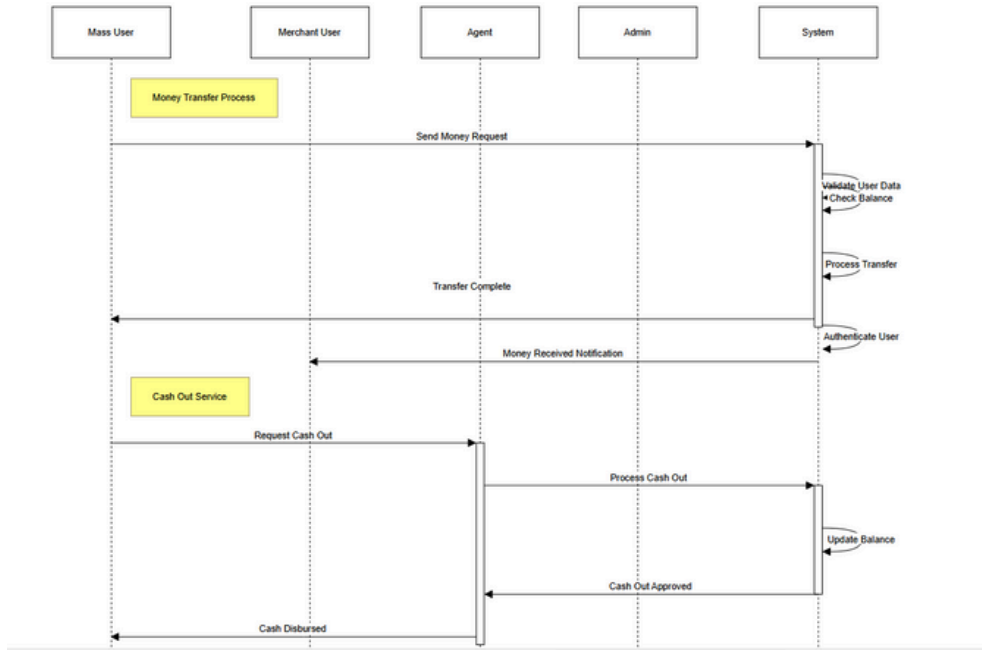 Mass User
Merchant User
Agent
Admin
System
Money Transfer Process
Send Money Request
Validate User Data
Check Balance
Process Transfer
Transfer Complete
Authenticate User
Money Received Notification
Cash Out Service
Request Cash Out
Process Cash Out
Update Balance
Cash Out Approved
Cash Disbursed